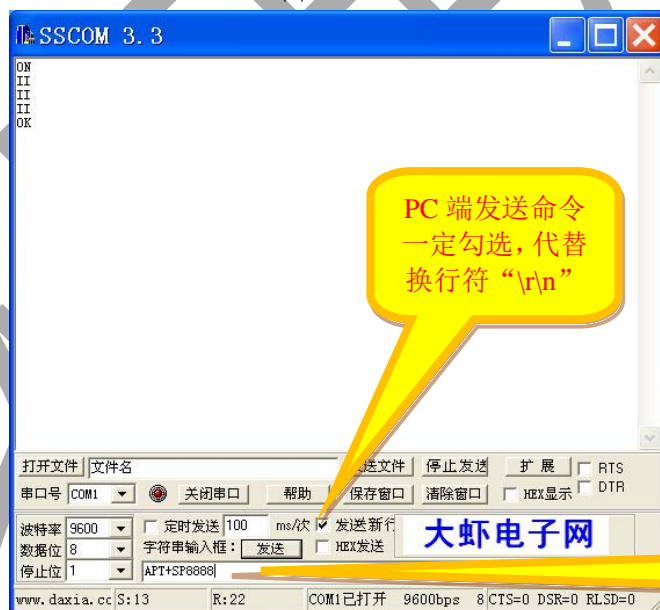 SSCOM 3.3
ON
II
II
II
OK
PC 端发送命令
一定勾选，代替
换行符“\r\n”
打开文件 文件名 发送文件 停止发送 扩 展 RTS
串口号 COM1 关闭串口 帮助 保存窗口 清除窗口 HEX显示 DTR
波特率 9600 定时发送 100 ms/次 发送新行
数据位 8 字符串输入框： 发送 HEX发送
大虾电子网
停止位 1 APT+SP8888
www.daxia.cc S:13 R:22 COM1已打开 9600bps 8 CTS=0 DSR=0 RLSD=0